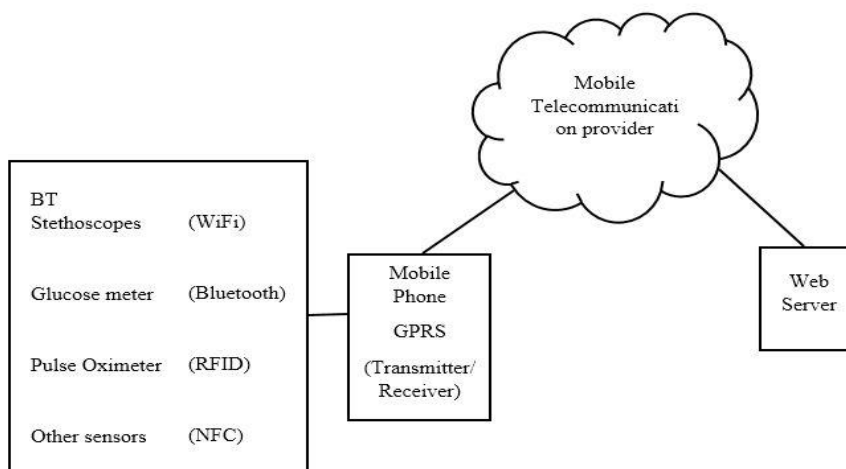 Mobile
Telecommunicati
on provider
BT
Stethoscopes (WiFi)
Glucose meter (Bluetooth)
Pulse Oximeter (RFID)
Other sensors (NFC)
Mobile
Phone
GPRS
(Transmitter/
Receiver)
Web
Server